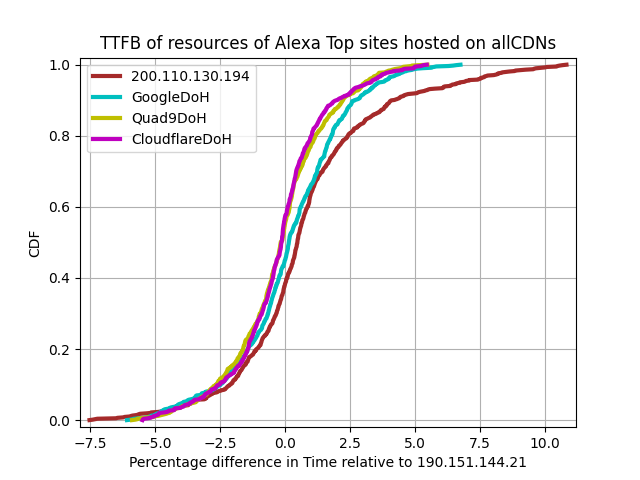 TTFB of resources of Alexa Top sites hosted on allCDNs
1.0
0.8
0.6
0.4
0.2
0.0
CDF
200.110.130.194
GoogleDoH
Quad9DoH
CloudflareDoH
−7.5 −5.0 −2.5 0.0 2.5 5.0 7.5 10.0
Percentage difference in Time relative to 190.151.144.21